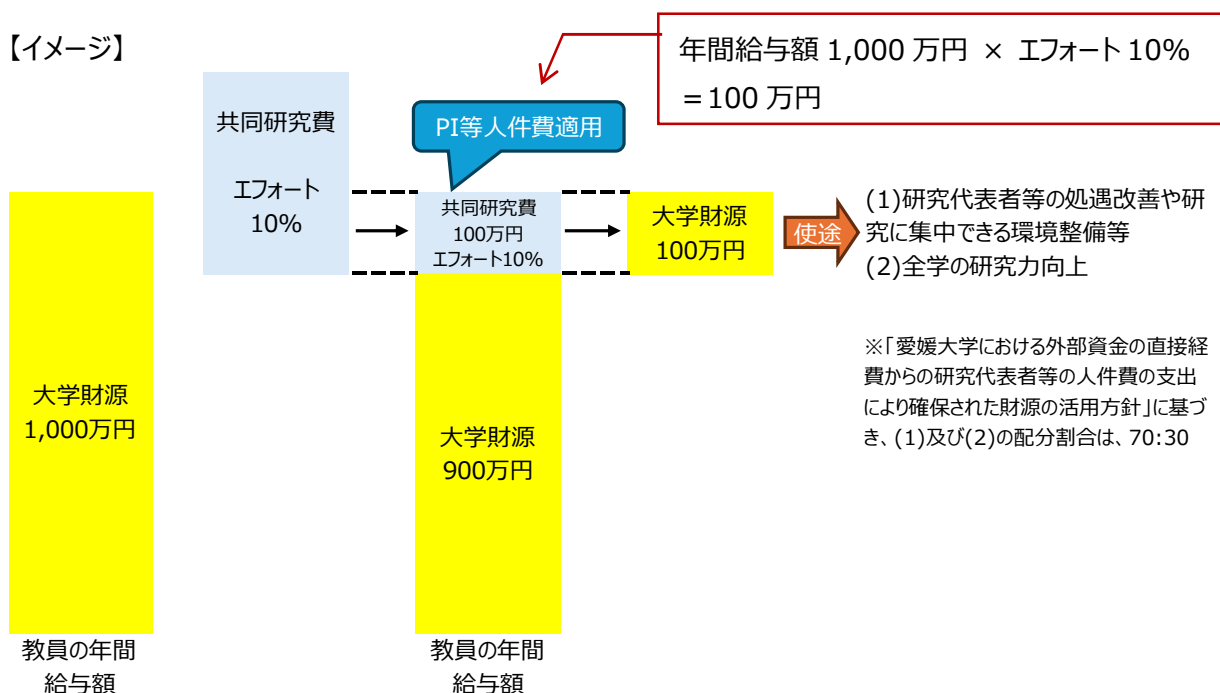 【イメージ】
年間給与額 1,000 万円 × エフォート 10%
＝100 万円
共同研究費
エフォート
10%
PI等人件費適用
共同研究費
100万円
エフォート10%
大学財源
100万円
使途
(1)研究代表者等の処遇改善や研
究に集中できる環境整備等
(2)全学の研究力向上
※「愛媛大学における外部資金の直接経
費からの研究代表者等の人件費の支出
により確保された財源の活用方針」に基づ
き、(1)及び(2)の配分割合は、70:30
大学財源
1,000万円
大学財源
900万円
教員の年間
給与額
教員の年間
給与額